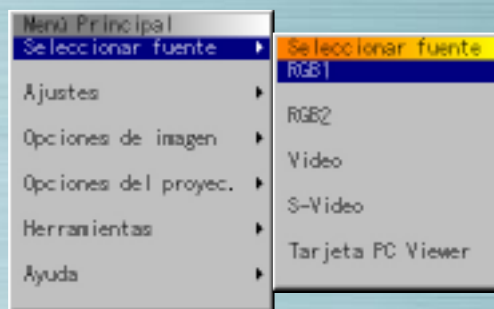 Menú Principal
Seleccionar fuente
Ajustes
Opciones de imagen
Opciones del proyec.
Herramientas
Ayuda
Seleccionar fuente
RGB1
RGB2
Video
S-Video
Tarjeta PC Viewer